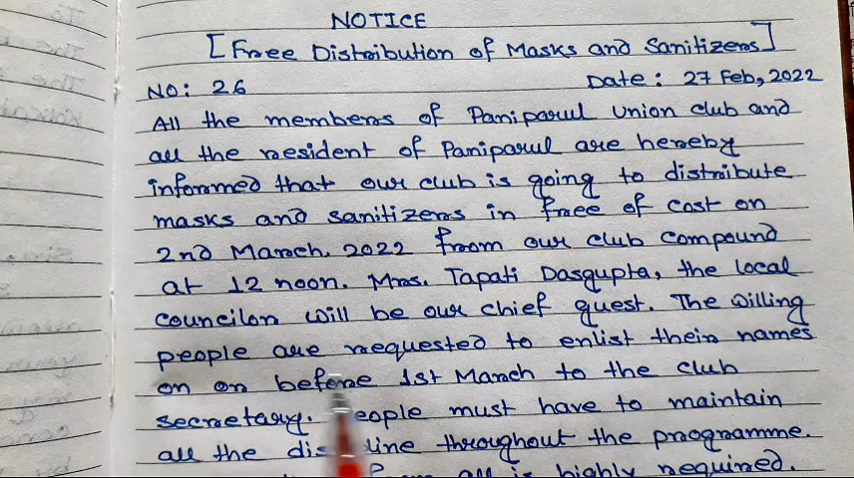 NOTICE
[Free Distribution of Masks and Sanitizers]
NO: 26 Date: 27 Feb, 2022
All the members of Paniparul Union club and
all the resident of Paniparul are hereby
informed that our club is going to distribute
masks and sanitizers in free of cost on
2nd March, 2022 from our club compound
at 12 noon. Mrs. Tapati Dasgupta, the local
councilor will be our chief guest. The willing
people are requested to enlist their names
on or before 1st March to the club
secretary. people must have to maintain
all the throughout the programme.
from all is highly required.